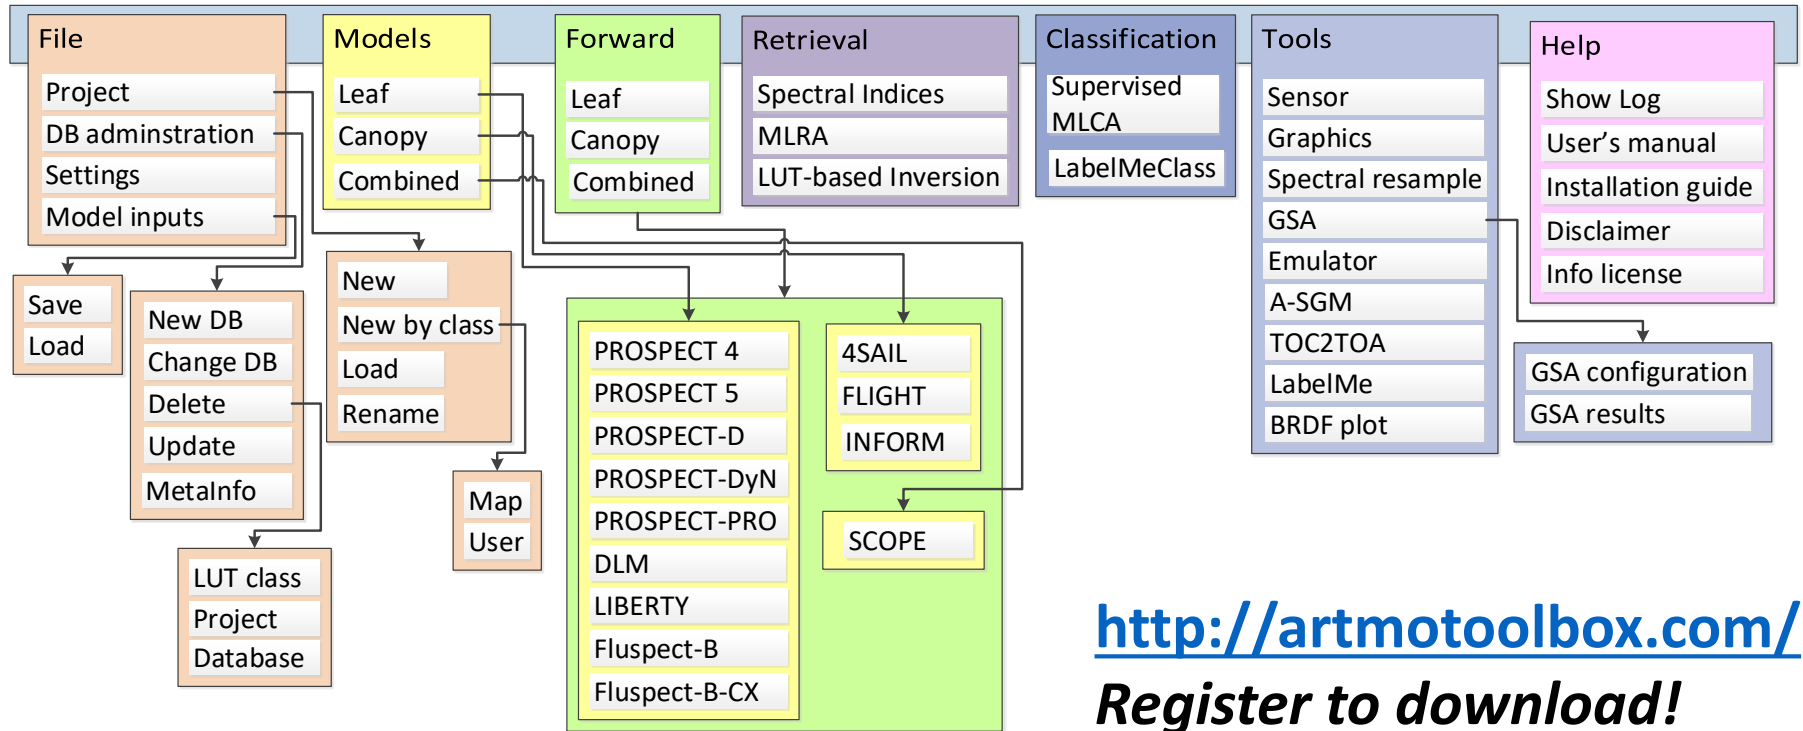 File
Project
DB adminstration
Settings
Model inputs
Save
Load
New DB
Change DB
Delete
Update
MetaInfo
LUT class
Project
Database
New
New by class
Load
Rename
Map
User
Models
Leaf
Canopy
Combined
Forward
Leaf
Canopy
Combined
PROSPECT 4
PROSPECT 5
PROSPECT-D
PROSPECT-DyN
PROSPECT-PRO
DLM
LIBERTY
Fluspect-B
Fluspect-B-CX
4SAIL
FLIGHT
INFORM
SCOPE
Retrieval
Spectral Indices
MLRA
LUT-based Inversion
Classification
Supervised
MLCA
LabelMeClass
Tools
Sensor
Graphics
Spectral resample
GSA
Emulator
A-SGM
TOC2TOA
LabelMe
BRDF plot
GSA configuration
GSA results
Help
Show Log
User's manual
Installation guide
Disclaimer
Info license
http://artmotoolbox.com/
Register to download!